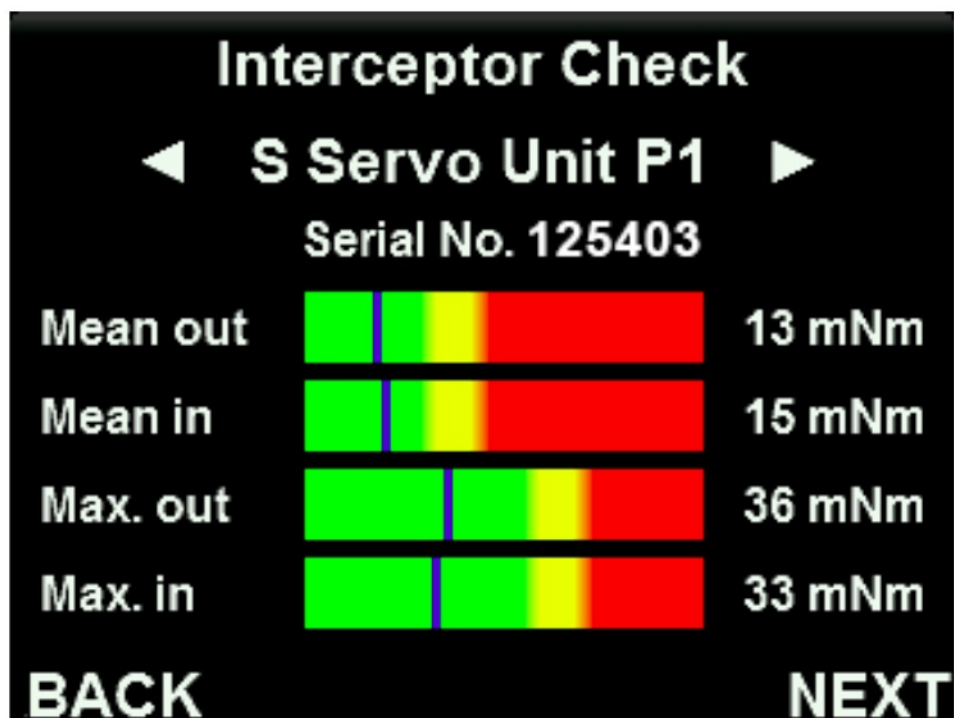 Interceptor Check
◄ S Servo Unit P1 ►
Serial No. 125403
Mean out 13 mNm
Mean in 15 mNm
Max. out 36 mNm
Max. in 33 mNm
BACK NEXT